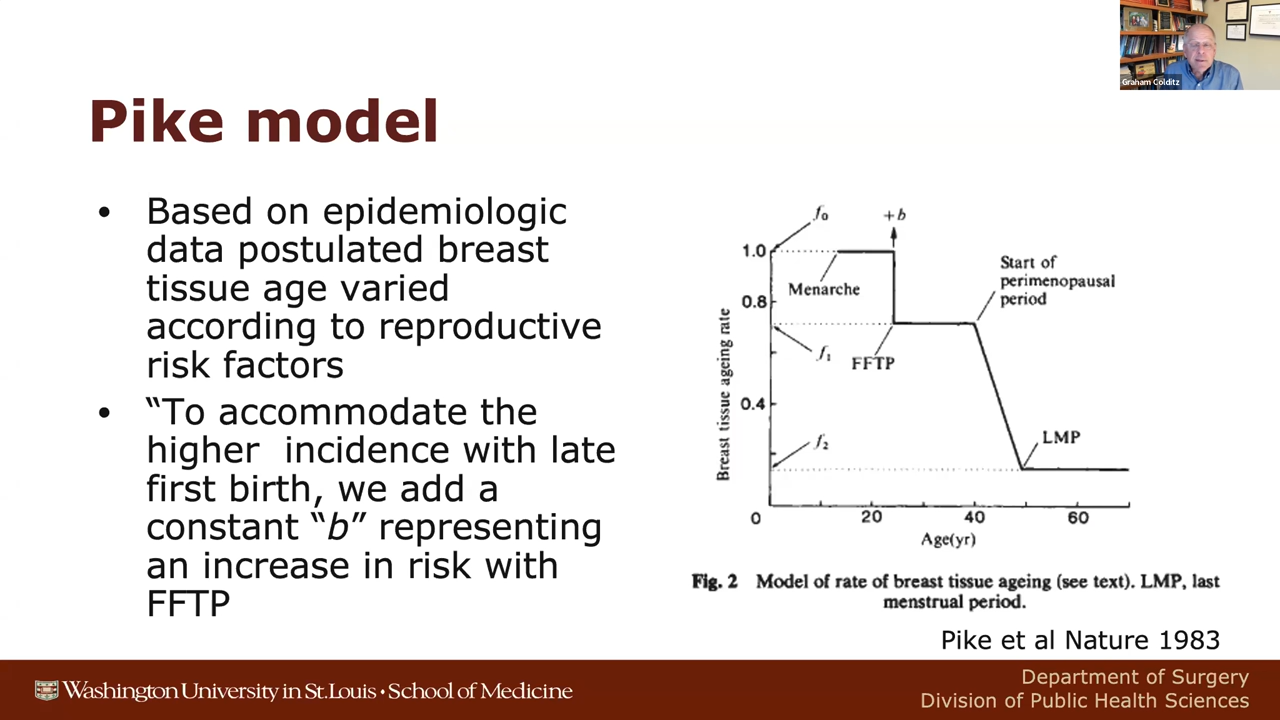 Graham Colditz
Pike model
• Based on epidemiologic
data postulated breast
tissue age varied
according to reproductive
risk factors
• “To accommodate the
higher  incidence with late
first birth, we add a
constant “b” representing
an increase in risk with
FFTP
f₀
+b
1.0
Menarche
Start of
perimenopausal
period
0.8
f₁
FFTP
0.4
f₂
LMP
Breast tissue ageing rate
0
20
40
60
Age(yr)
Fig. 2 Model of rate of breast tissue ageing (see text). LMP, last
menstrual period.
Pike et al Nature 1983
Washington University in St. Louis • School of Medicine
Department of Surgery
Division of Public Health Sciences